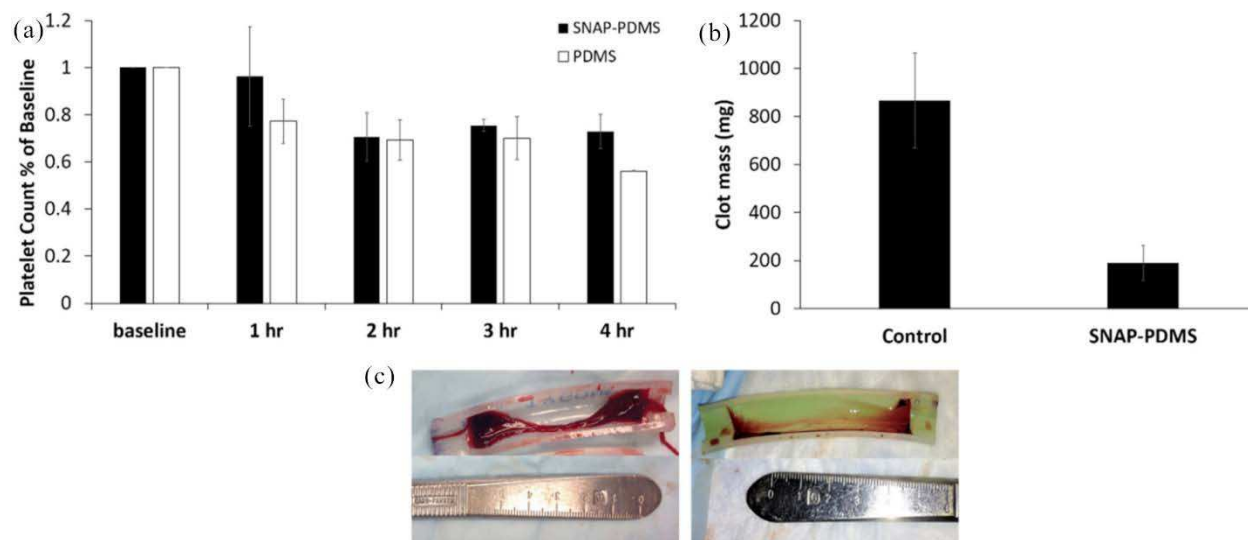 (a)
1.2
1
0.8
0.6
0.4
0.2
0
Platelet Count % of Baseline
SNAP-PDMS
PDMS
baseline
1 hr
2 hr
3 hr
4 hr
(b)
1200
1000
800
600
400
200
0
Clot mass (mg)
Control
SNAP-PDMS
(c)